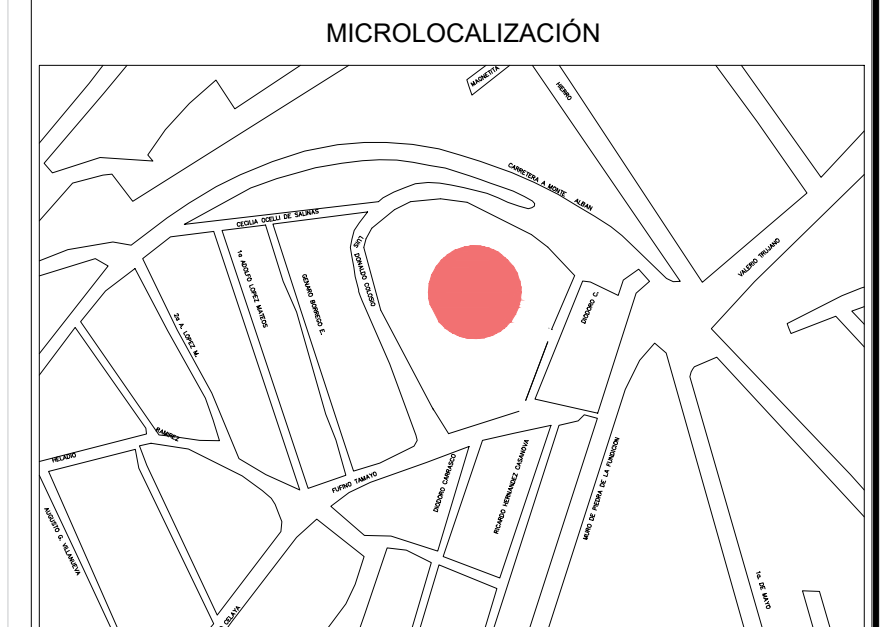 MICROLOCALIZACIÓN
MAGNETITA
HIERRO
CARRETERA A MONTE ALBAN
CECILIA OCELLI DE SALINAS
LUIS DONALDO COLOSIO
VALERIO TRUJANO
1a ADOLFO LOPEZ MATEOS
GENARO BORREGO E.
2a A. LOPEZ M.
DIODORO C.
HELADIO
RAMIREZ
FUFINO TAMAYO
DIODORO CARRASCO
RICARDO HERNANDEZ CASANOVA
MURO DE PIEDRA DE LA FUNDICION
AUGUSTO G. VILLANUEVA
CELAYA
1a. DE MAYO